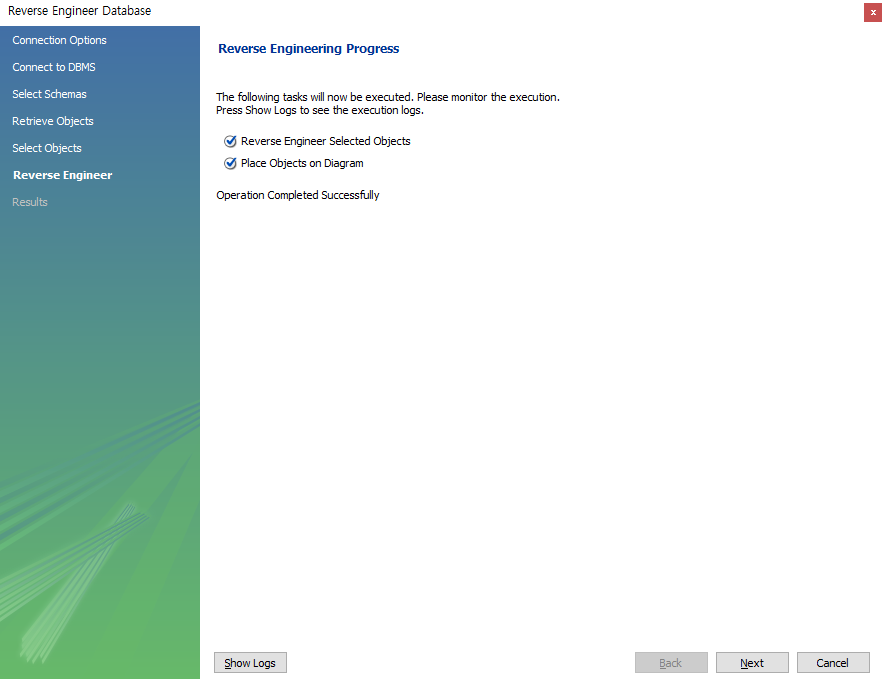 Reverse Engineer Database
x
Connection Options
Connect to DBMS
Select Schemas
Retrieve Objects
Select Objects
Reverse Engineer
Results
Reverse Engineering Progress
The following tasks will now be executed. Please monitor the execution.
Press Show Logs to see the execution logs.
Reverse Engineer Selected Objects
Place Objects on Diagram
Operation Completed Successfully
Show Logs
Back
Next
Cancel